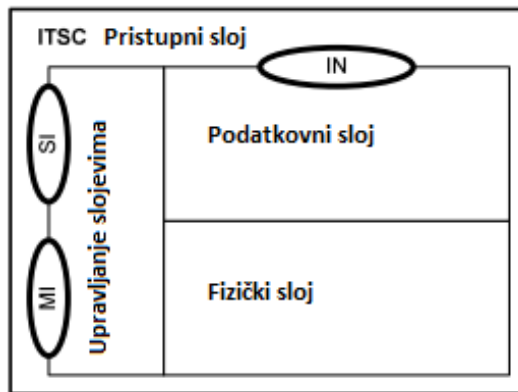 ITSC Pristupni sloj
IN
SI
Podatkovni sloj
Upravljanje slojevima
MI
Fizički sloj